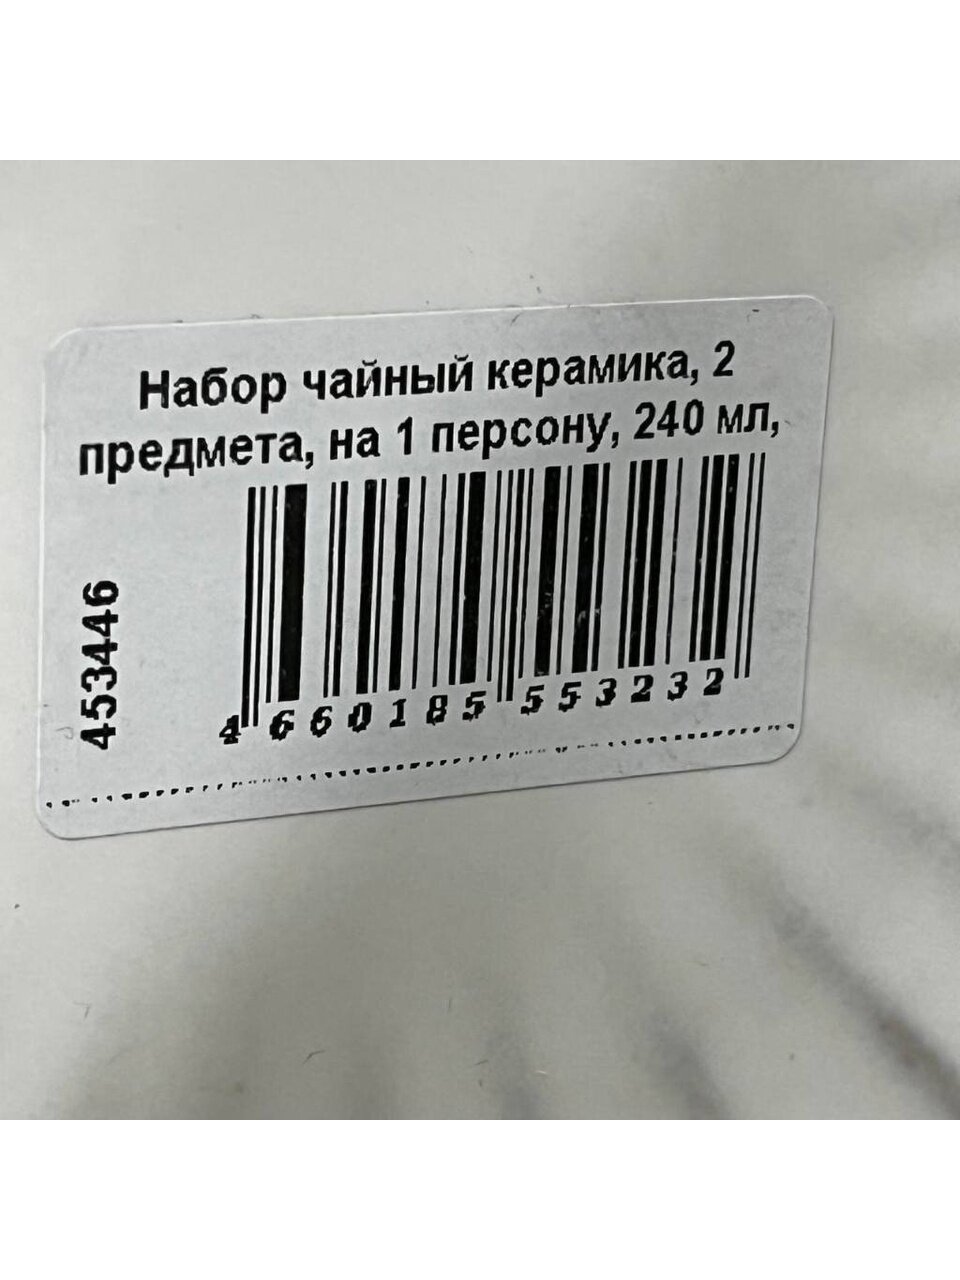 Набор чайный керамика, 2
предмета, на 1 персону, 240 мл,
453446
4660185553232